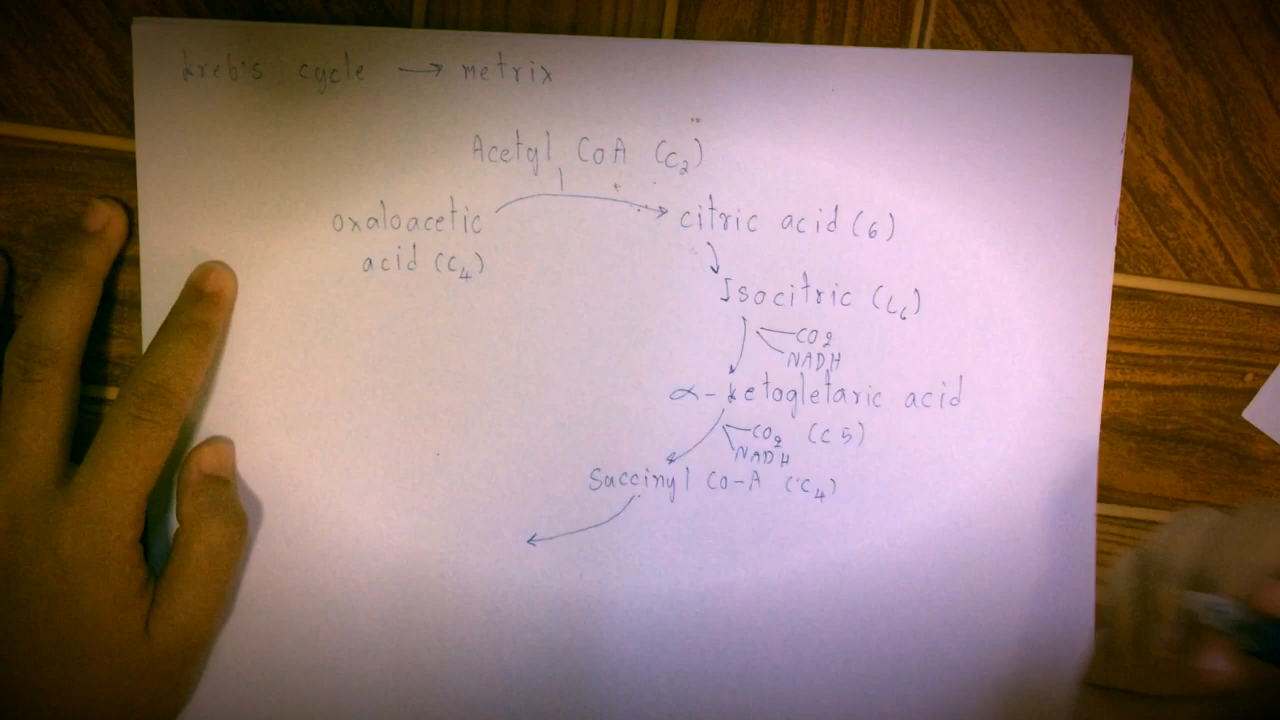 kreb's cycle → metrix
Acetyl CoA (C₂)
oxaloacetic
acid (C₄)
citric acid (6)
Isocitric (C₆)
CO₂
NADH
α-ketogletaric acid
CO₂ (C5)
NADH
Succinyl Co-A (C₄)